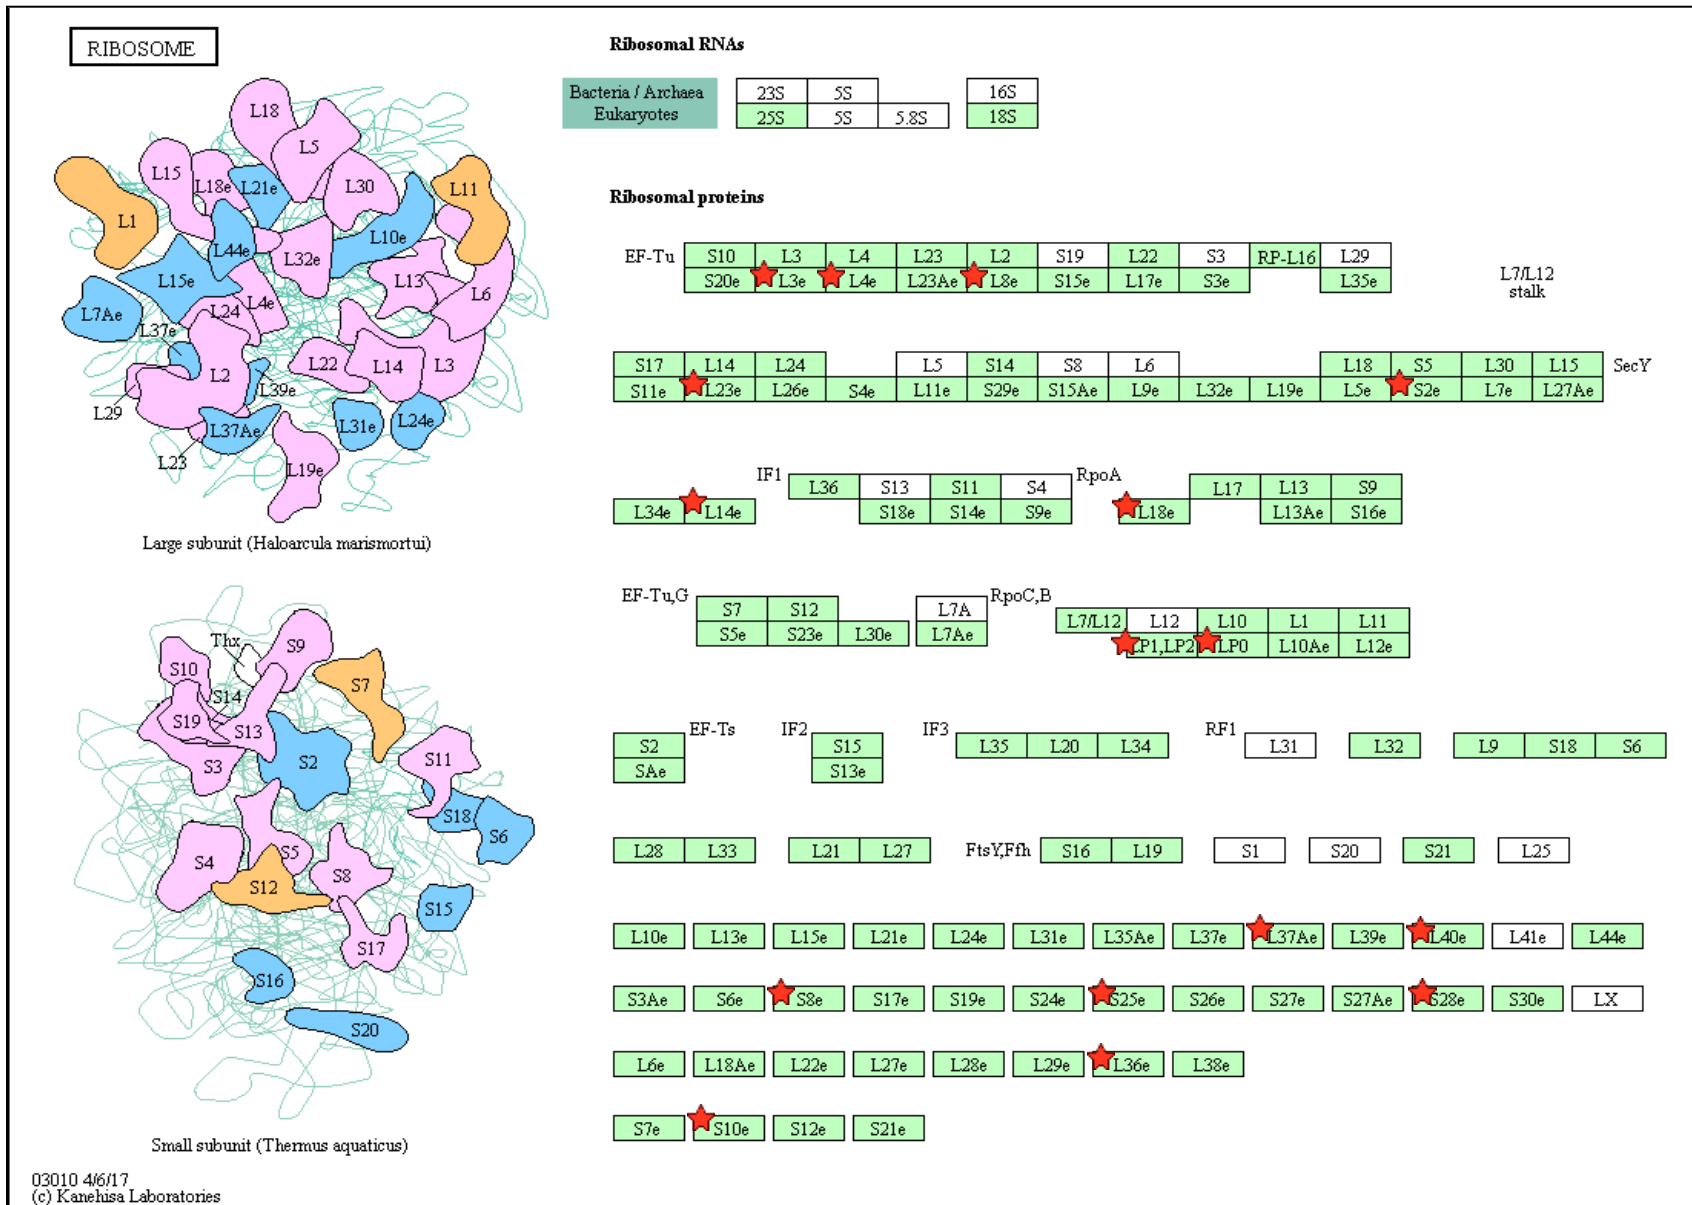 RIBOSOME
L18
L5
L15
L18e
L21e
L30
L11
L1
L44e
L10e
L32e
L15e
L13
L6
L7Ae
L24
L4e
L37e
L22
L14
L3
L2
L39e
L29
L37Ae
L31e
L24e
L23
L19e
Large subunit (Haloarcula marismortui)
Thx
S9
S10
S7
S14
S19
S13
S11
S3
S2
S18
S6
S4
S5
S12
S8
S15
S17
S16
S20
Small subunit (Thermus aquaticus)
03010 4/6/17
(c) Kanehisa Laboratories
Ribosomal RNAs
Bacteria / Archaea 23S 5S 16S
Eukaryotes 25S 5S 5.8S 18S
Ribosomal proteins
EF-Tu S10 L3 L4 L23 L2 S19 L22 S3 RP-L16 L29
S20e L3e L4e L23Ae L8e S15e L17e S3e L35e
L7/L12
stalk
S17 L14 L24 L5 S14 S8 L6 L18 S5 L30 L15 SecY
S11e L23e L26e S4e L11e S29e S15Ae L9e L32e L19e L5e S2e L7e L27Ae
IF1 L36 S13 S11 S4 RpoA L17 L13 S9
L34e L14e S18e S14e S9e L18e L13Ae S16e
EF-Tu,G S7 S12 L7A RpoC,B L7/L12 L12 L10 L1 L11
S5e S23e L30e L7Ae LP1,LP2 LP0 L10Ae L12e
S2 EF-Ts IF2 S15 IF3 L35 L20 L34 RF1 L31 L32 L9 S18 S6
SAe S13e
L28 L33 L21 L27 FtsY,Ffh S16 L19 S1 S20 S21 L25
L10e L13e L15e L21e L24e L31e L35Ae L37e L37Ae L39e L40e L41e L44e
S3Ae S6e S8e S17e S19e S24e S25e S26e S27e S27Ae S28e S30e LX
L6e L18Ae L22e L27e L28e L29e L36e L38e
S7e S10e S12e S21e